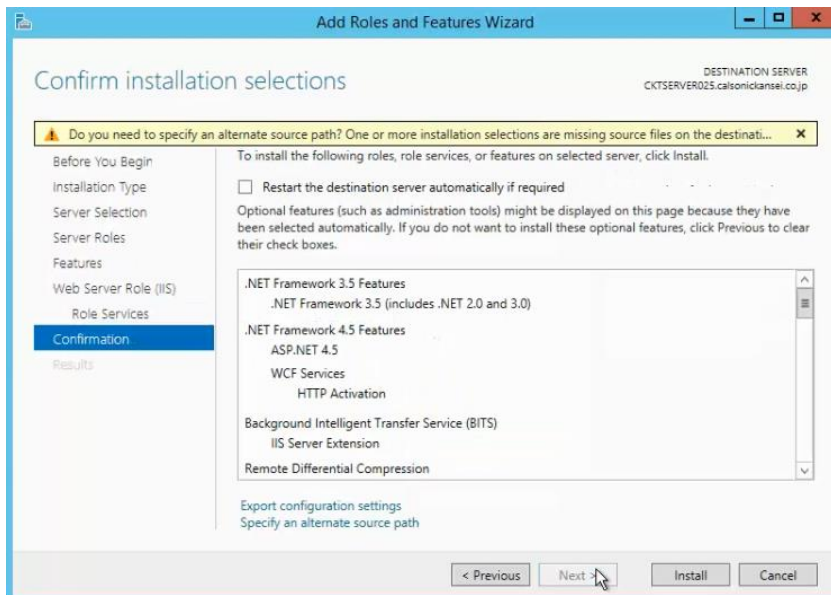 Add Roles and Features Wizard
Confirm installation selections
DESTINATION SERVER
CKTSERVER025.calsonickansei.co.jp
Do you need to specify an alternate source path? One or more installation selections are missing source files on the destinati... x
Before You Begin
Installation Type
Server Selection
Server Roles
Features
Web Server Role (IIS)
Role Services
Confirmation
Results
To install the following roles, role services, or features on selected server, click Install.
Restart the destination server automatically if required
Optional features (such as administration tools) might be displayed on this page because they have
been selected automatically. If you do not want to install these optional features, click Previous to clear
their check boxes.
.NET Framework 3.5 Features
.NET Framework 3.5 (includes .NET 2.0 and 3.0)
.NET Framework 4.5 Features
ASP.NET 4.5
WCF Services
HTTP Activation
Background Intelligent Transfer Service (BITS)
IIS Server Extension
Remote Differential Compression
Export configuration settings
Specify an alternate source path
< Previous Next > Install Cancel